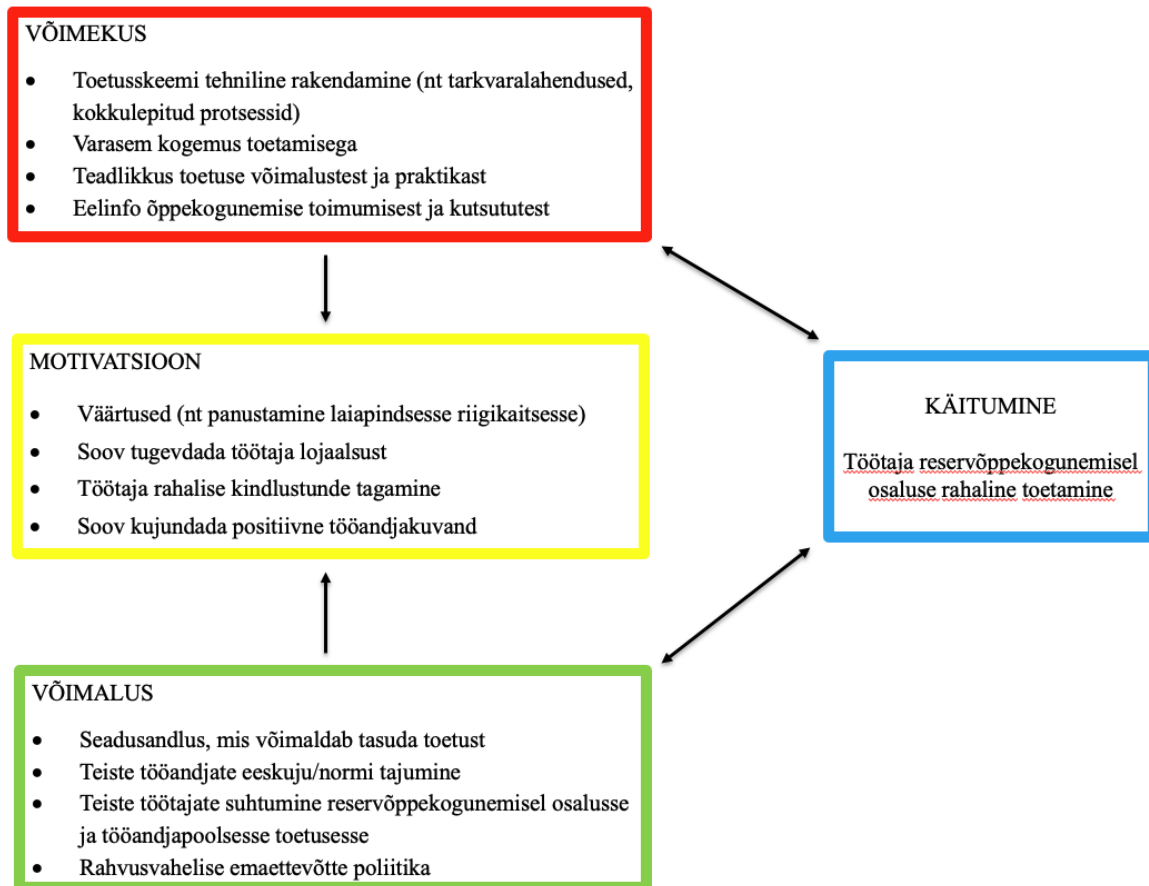 VÕIMEKUS
• Toetusskeemi tehniline rakendamine (nt tarkvaralahendused,
kokkulepitud protsessid)
• Varasem kogemus toetamisega
• Teadlikkus toetuse võimalustest ja praktikast
• Eelinfo õppekogunemise toimumisest ja kutsututest
MOTIVATSIOON
• Väärtused (nt panustamine laiapindsesse riigikaitsesse)
• Soov tugevdada töötaja lojaalsust
• Töötaja rahalise kindlustunde tagamine
• Soov kujundada positiivne tööandjakuvand
KÄITUMINE
Töötaja reservõppekogunemisel
osaluse rahaline toetamine
VÕIMALUS
• Seadusandlus, mis võimaldab tasuda toetust
• Teiste tööandjate eeskuju/normi tajumine
• Teiste töötajate suhtumine reservõppekogunemisel osalusse
ja tööandjapoolsesse toetusesse
• Rahvusvahelise emaettevõtte poliitika